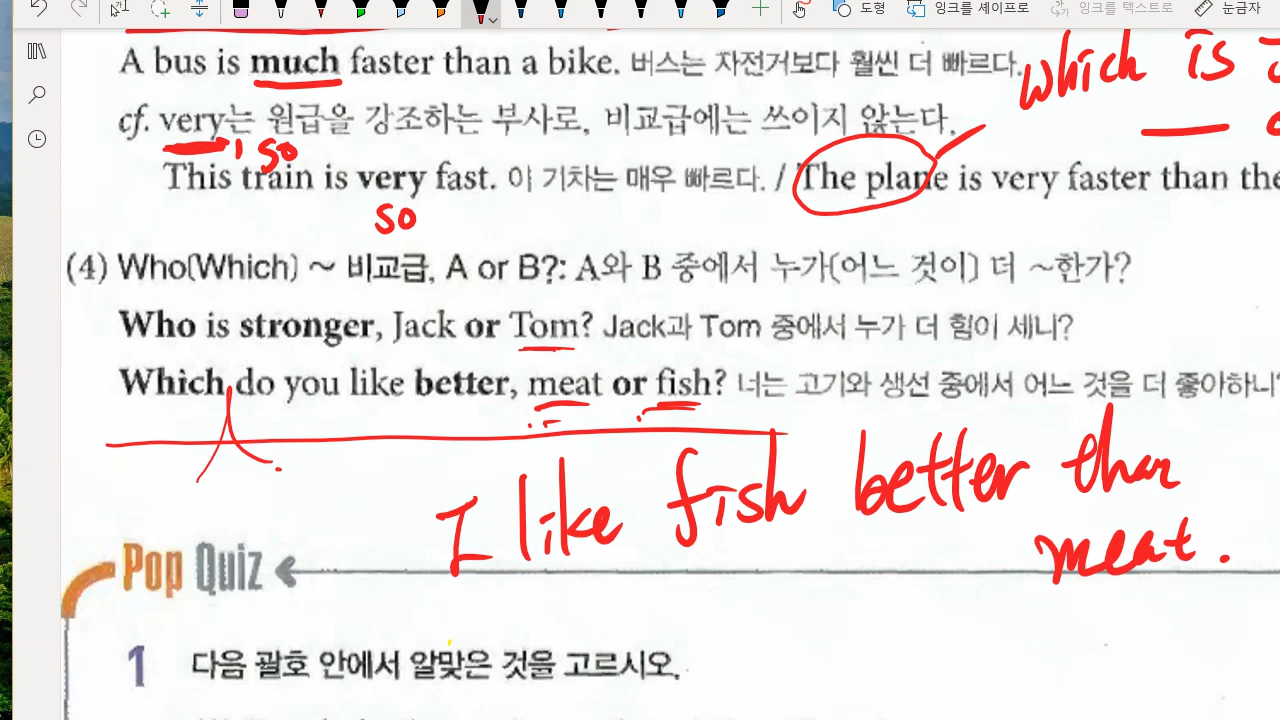 도형 잉크를 셰이프로 잉크를 텍스트로 눈금자
A bus is much faster than a bike. 버스는 자전거보다 훨씬 더 빠르다.
which is
cf. very는 원급을 강조하는 부사로, 비교급에는 쓰이지 않는다.
, so
This train is very fast. 이 기차는 매우 빠르다. / The plane is very faster than the
so
(4) Who(Which) ~ 비교급, A or B?: A와 B 중에서 누가(어느 것이) 더 ~한가?
Who is stronger, Jack or Tom? Jack과 Tom 중에서 누가 더 힘이 세니?
Which do you like better, meat or fish? 너는 고기와 생선 중에서 어느 것을 더 좋아하니?
I like fish better than
meat.
Pop Quiz
1 다음 괄호 안에서 알맞은 것을 고르시오.